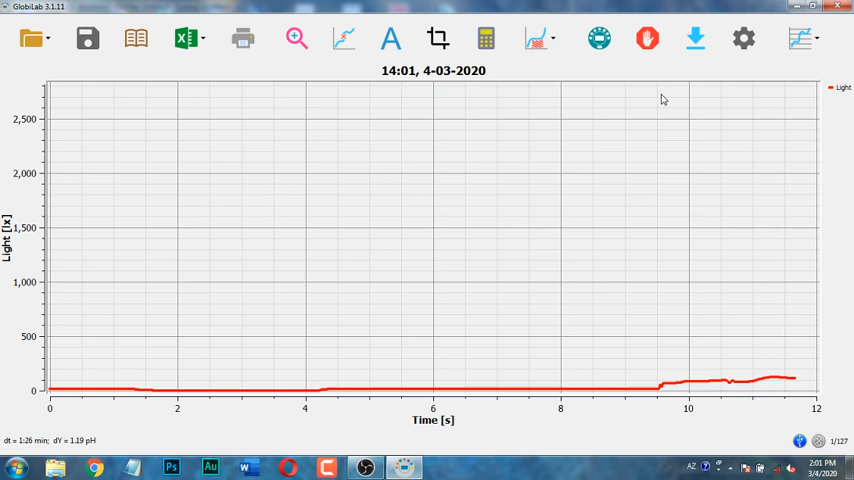 GlobiLab 3.1.11
14:01, 4-03-2020
Light
2,500
2,000
1,500
1,000
500
0
Light [lx]
0 2 4 6 8 10 12
Time [s]
dt = 1:26 min; dY = 1.19 pH
1/127
Ps Au W
AZ
2:01 PM
3/4/2020